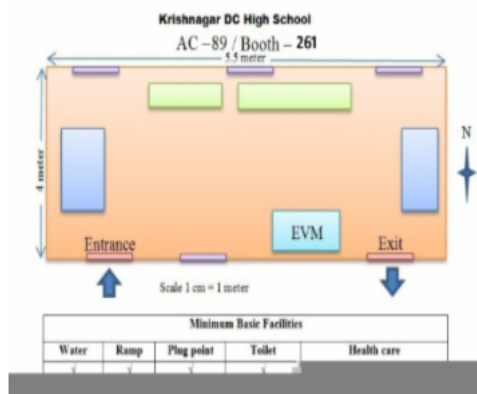 Krishnagar DC High School
AC –89 / Booth – 261
5.5 meter
4 meter
N
EVM
Entrance
Exit
Scale 1 cm = 1 meter
Minimum Basic Facilities
Water Ramp Plug point Toilet Health care
√ √ √ √